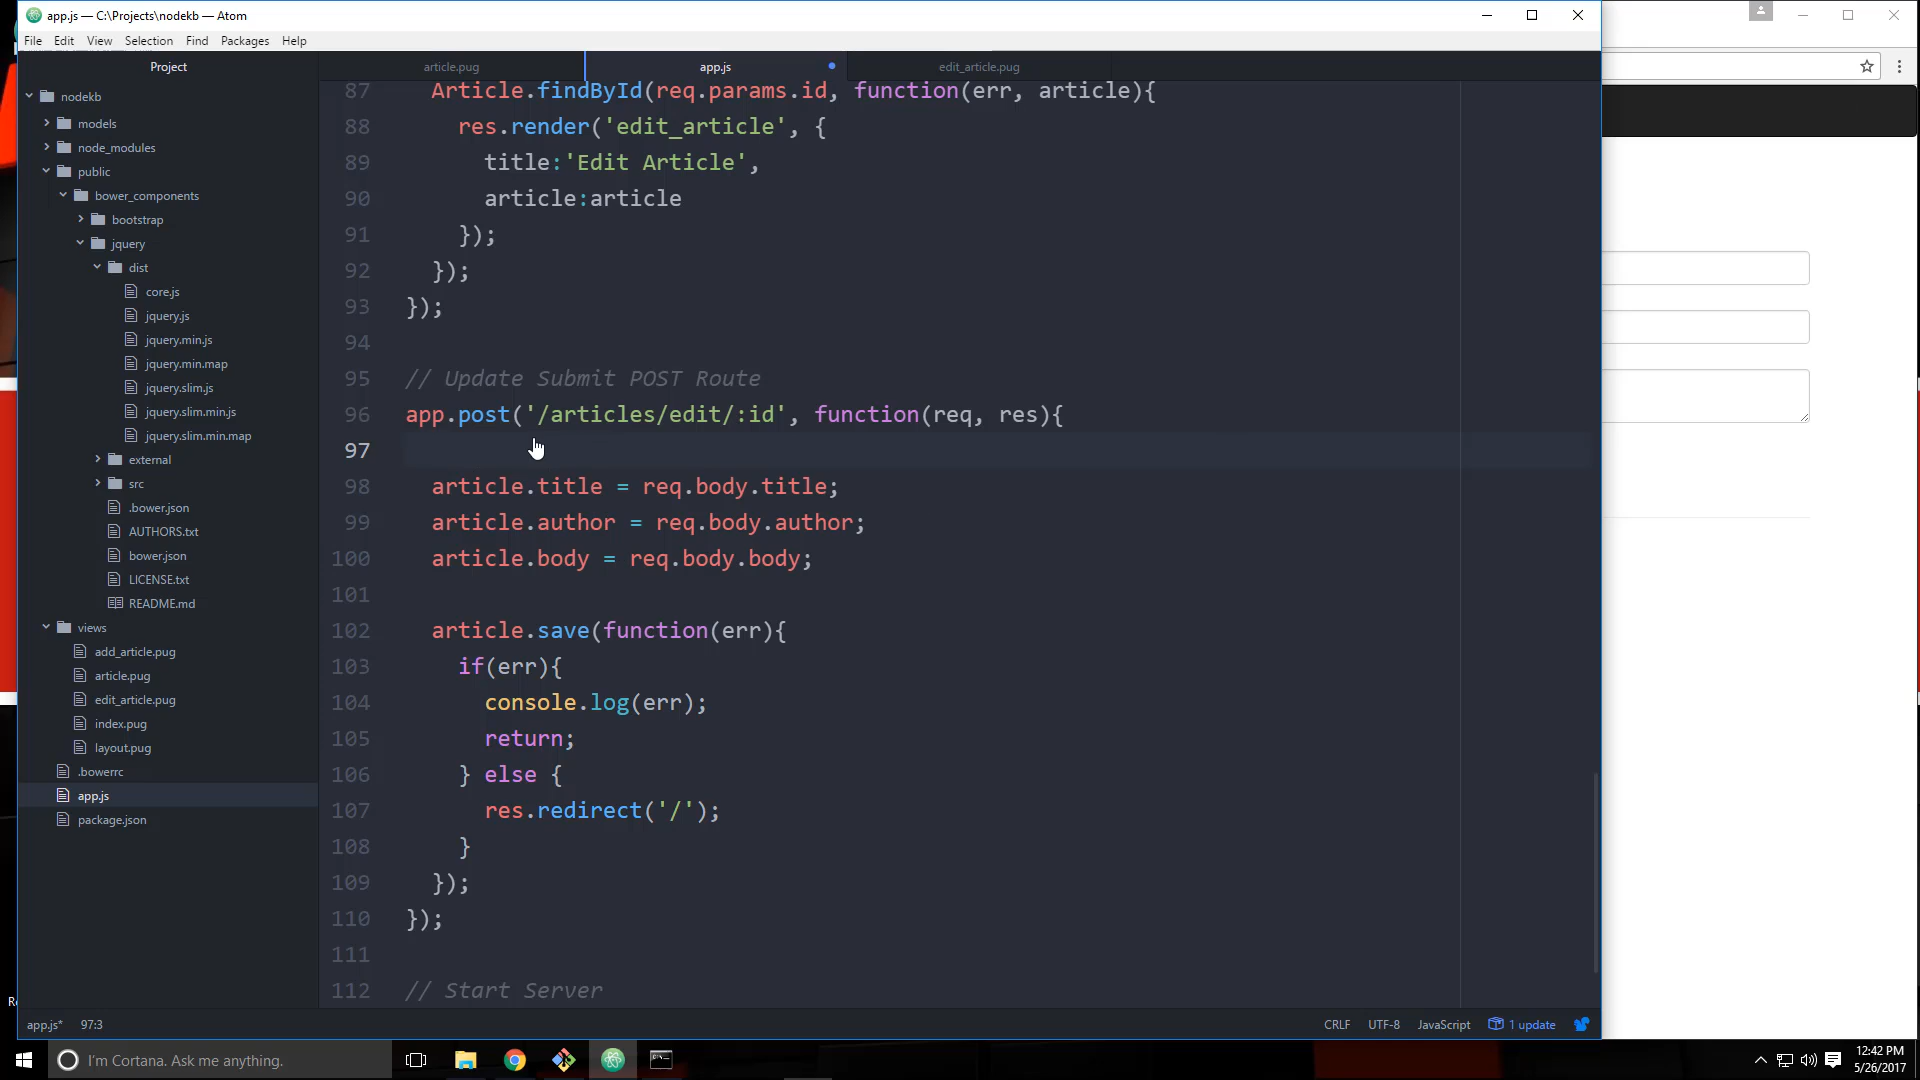 app.js — C:\Projects\nodekb — Atom
File Edit View Selection Find Packages Help
Project
article.pug
app.js
edit_article.pug
nodekb
models
node_modules
public
bower_components
bootstrap
jquery
dist
core.js
jquery.js
jquery.min.js
jquery.min.map
jquery.slim.js
jquery.slim.min.js
jquery.slim.min.map
external
src
.bower.json
AUTHORS.txt
bower.json
LICENSE.txt
README.md
views
add_article.pug
article.pug
edit_article.pug
index.pug
layout.pug
.bowerrc
app.js
package.json
87 Article.findById(req.params.id, function(err, article){
88 res.render('edit_article', {
89 title:'Edit Article',
90 article:article
91 });
92 });
93 });
94
95 // Update Submit POST Route
96 app.post('/articles/edit/:id', function(req, res){
97
98 article.title = req.body.title;
99 article.author = req.body.author;
100 article.body = req.body.body;
101
102 article.save(function(err){
103 if(err){
104 console.log(err);
105 return;
106 } else {
107 res.redirect('/');
108 }
109 });
110 });
111
112 // Start Server
app.js* 97:3
CRLF UTF-8 JavaScript 1 update
I'm Cortana. Ask me anything.
12:42 PM
5/26/2017